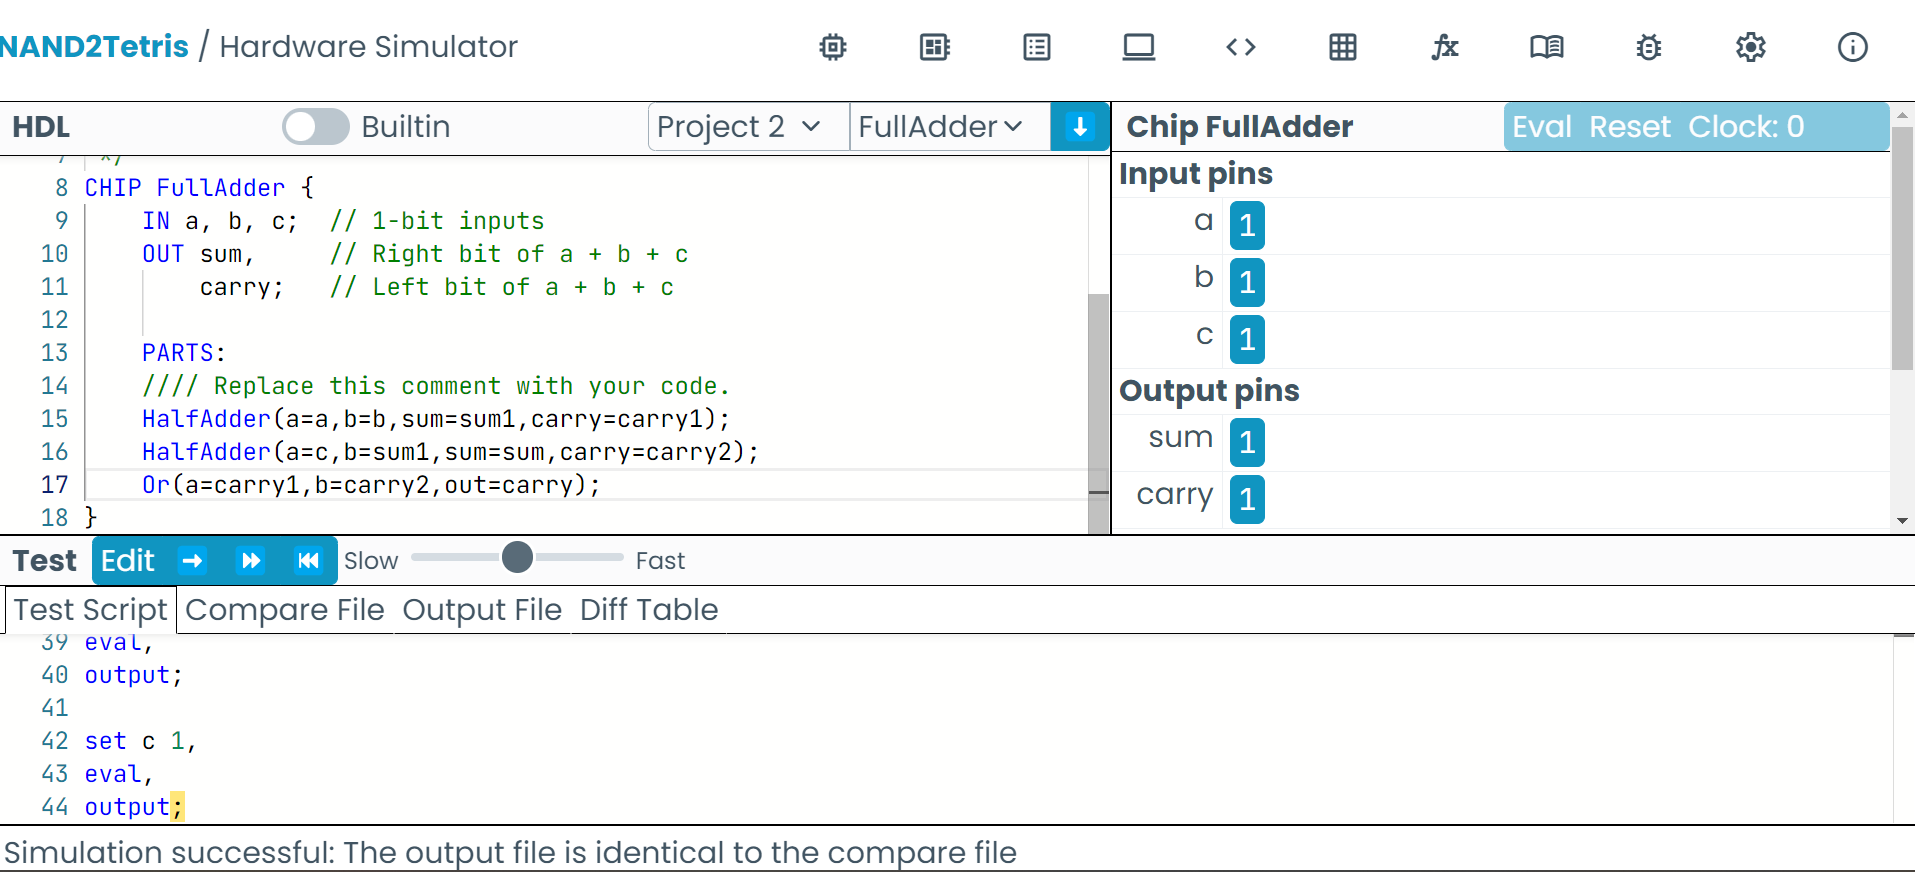 NAND2Tetris / Hardware Simulator
HDL Builtin Project 2 FullAdder
7 */
8 CHIP FullAdder {
9 IN a, b, c; // 1-bit inputs
10 OUT sum, // Right bit of a + b + c
11 carry; // Left bit of a + b + c
12
13 PARTS:
14 //// Replace this comment with your code.
15 HalfAdder(a=a,b=b,sum=sum1,carry=carry1);
16 HalfAdder(a=c,b=sum1,sum=sum,carry=carry2);
17 Or(a=carry1,b=carry2,out=carry);
18 }
Chip FullAdder Eval Reset Clock: 0
Input pins
a 1
b 1
c 1
Output pins
sum 1
carry 1
Test Edit Slow Fast
Test Script Compare File Output File Diff Table
39 eval,
40 output;
41
42 set c 1,
43 eval,
44 output;
Simulation successful: The output file is identical to the compare file